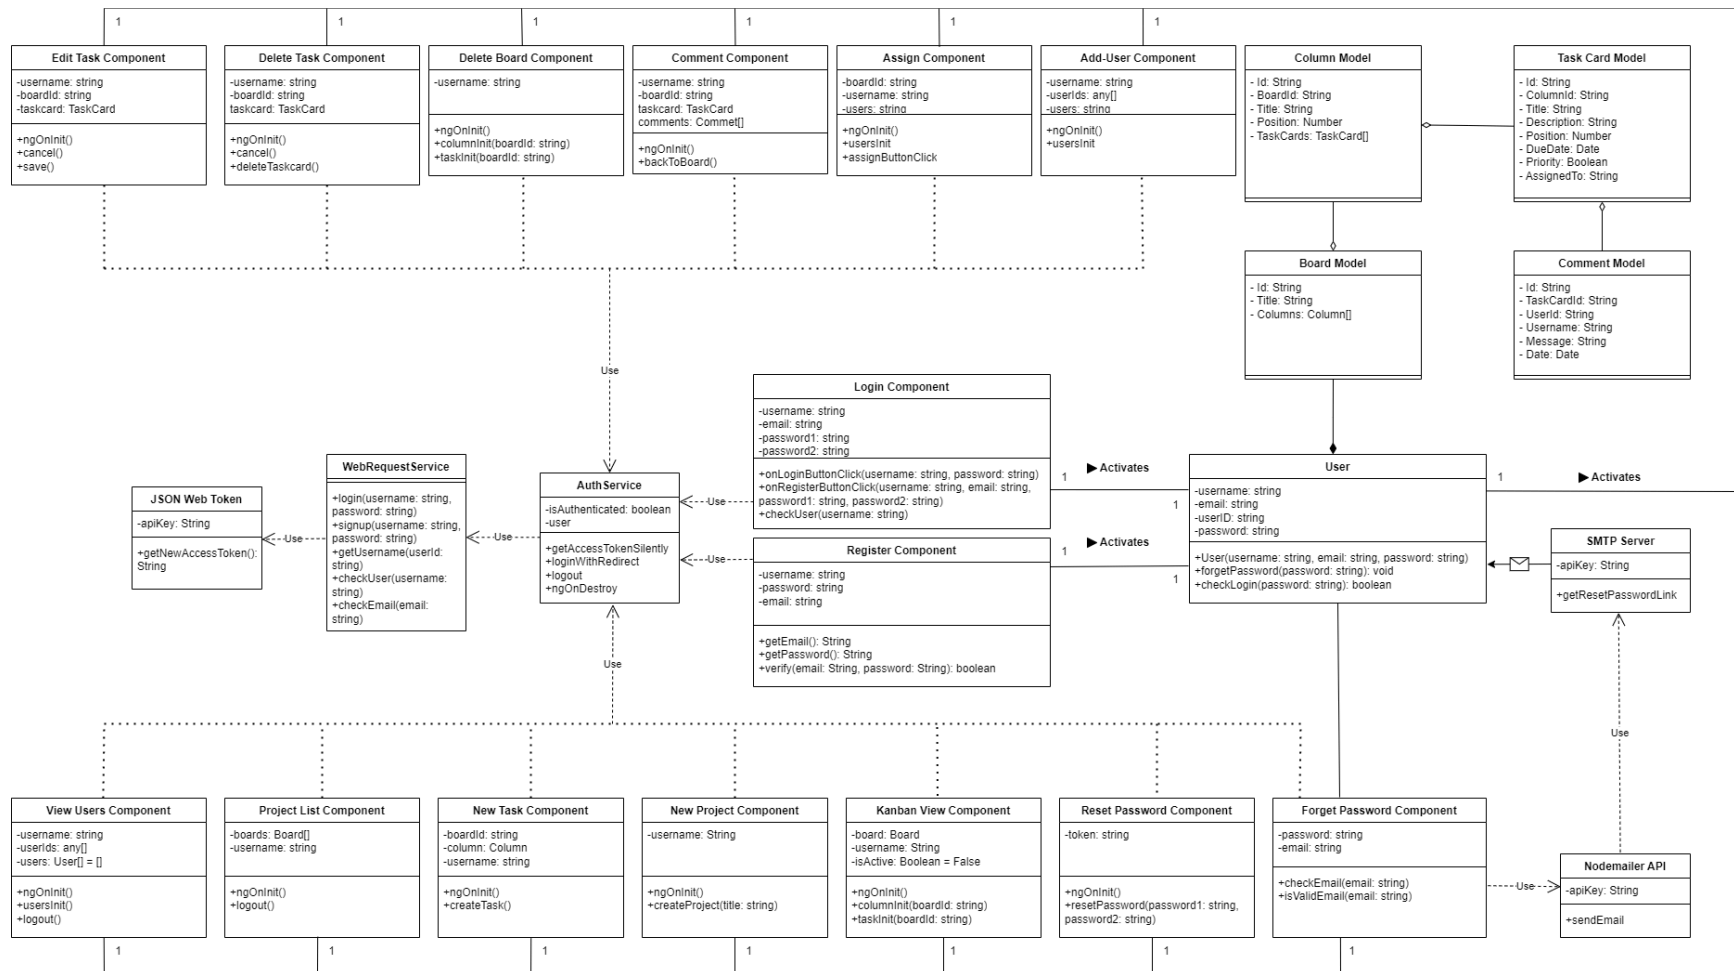 1
1
1
1
1
1
Edit Task Component
-username: string
-boardId: string
-taskcard: TaskCard
+ngOnInit()
+cancel()
+save()
Delete Task Component
-username: string
-boardId: string
taskcard: TaskCard
+ngOnInit()
+cancel()
+deleteTaskcard()
Delete Board Component
-username: string
+ngOnInit()
+columnInit(boardId: string)
+taskInit(boardId: string)
Comment Component
-username: string
-boardId: string
taskcard: TaskCard
comments: Commet[]
+ngOnInit()
+backToBoard()
Assign Component
-boardId: string
-username: string
-users: string
+ngOnInit()
+usersInit
+assignButtonClick
Add-User Component
-username: string
-userIds: any[]
-users: string
+ngOnInit()
+usersInit
Column Model
- Id: String
- BoardId: String
- Title: String
- Position: Number
- TaskCards: TaskCard[]
Task Card Model
- Id: String
- ColumnId: String
- Title: String
- Description: String
- Position: Number
- DueDate: Date
- Priority: Boolean
- AssignedTo: String
Board Model
- Id: String
- Title: String
- Columns: Column[]
Comment Model
- Id: String
- TaskCardId: String
- UserId: String
- Username: String
- Message: String
- Date: Date
Use
Login Component
-username: string
-email: string
-password1: string
-password2: string
+onLoginButtonClick(username: string, password: string)
+onRegisterButtonClick(username: string, email: string,
password1: string, password2: string)
+checkUser(username: string)
1
Activates
1
User
-username: string
-email: string
-userID: string
-password: string
+User(username: string, email: string, password: string)
+forgetPassword(password: string): void
+checkLogin(password: string): boolean
1
Activates
JSON Web Token
-apiKey: String
+getNewAccessToken():
String
Use
WebRequestService
+login(username: string,
password: string)
+signup(username: string,
password: string)
+getUsername(userId:
string)
+checkUser(username:
string)
+checkEmail(email:
string)
Use
AuthService
-isAuthenticated: boolean
-user
+getAccessTokenSilently
+loginWithRedirect
+logout
+ngOnDestroy
Use
Use
Register Component
-username: string
-password: string
-email: string
+getEmail(): String
+getPassword(): String
+verify(email: String, password: String): boolean
1
Activates
1
SMTP Server
-apiKey: String
+getResetPasswordLink
Use
Use
View Users Component
-username: string
-userIds: any[]
-users: User[] = []
+ngOnInit()
+usersInit()
+logout()
Project List Component
-boards: Board[]
-username: string
+ngOnInit()
+logout()
New Task Component
-boardId: string
-column: Column
-username: string
+ngOnInit()
+createTask()
New Project Component
-username: String
+ngOnInit()
+createProject(title: string)
Kanban View Component
-board: Board
-username: String
-isActive: Boolean = False
+ngOnInit()
+columnInit(boardId: string)
+taskInit(boardId: string)
Reset Password Component
-token: string
+ngOnInit()
+resetPassword(password1: string,
password2: string)
Forget Password Component
-password: string
-email: string
+checkEmail(email: string)
+isValidEmail(email: string)
Use
Nodemailer API
-apiKey: String
+sendEmail
1
1
1
1
1
1
1